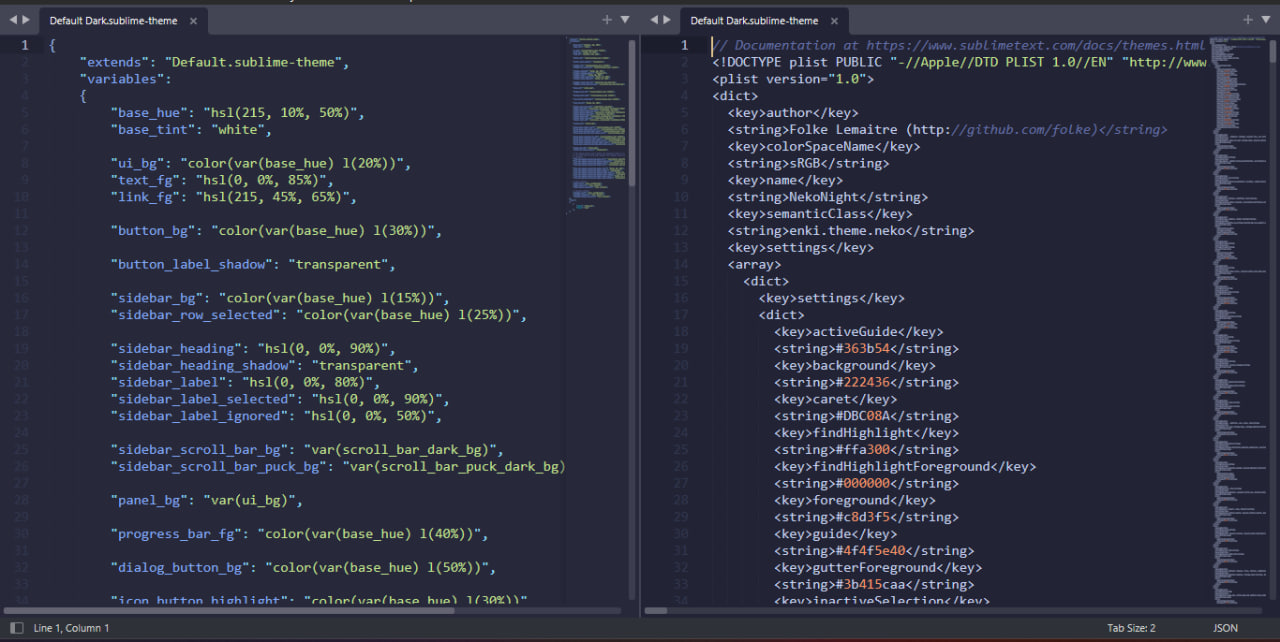 Default Dark.sublime-theme
1 {
2 "extends": "Default.sublime-theme",
3 "variables":
4 {
5 "base_hue": "hsl(215, 10%, 50%)",
6 "base_tint": "white",
7
8 "ui_bg": "color(var(base_hue) l(20%))",
9 "text_fg": "hsl(0, 0%, 85%)",
10 "link_fg": "hsl(215, 45%, 65%)",
11
12 "button_bg": "color(var(base_hue) l(30%))",
13
14 "button_label_shadow": "transparent",
15
16 "sidebar_bg": "color(var(base_hue) l(15%))",
17 "sidebar_row_selected": "color(var(base_hue) l(25%))",
18
19 "sidebar_heading": "hsl(0, 0%, 90%)",
20 "sidebar_heading_shadow": "transparent",
21 "sidebar_label": "hsl(0, 0%, 80%)",
22 "sidebar_label_selected": "hsl(0, 0%, 90%)",
23 "sidebar_label_ignored": "hsl(0, 0%, 50%)",
24
25 "sidebar_scroll_bar_bg": "var(scroll_bar_dark_bg)",
26 "sidebar_scroll_bar_puck_bg": "var(scroll_bar_puck_dark_bg)
27
28 "panel_bg": "var(ui_bg)",
29
30 "progress_bar_fg": "color(var(base_hue) l(40%))",
31
32 "dialog_button_bg": "color(var(base_hue) l(50%))",
33
34 "icon_button_highlight": "color(var(base_hue) l(30%))"
Default Dark.sublime-theme
1 // Documentation at https://www.sublimetext.com/docs/themes.html
2 <!DOCTYPE plist PUBLIC "-//Apple//DTD PLIST 1.0//EN" "http://www
3 <plist version="1.0">
4 <dict>
5 <key>author</key>
6 <string>Folke Lemaitre (http://github.com/folke)</string>
7 <key>colorSpaceName</key>
8 <string>sRGB</string>
9 <key>name</key>
10 <string>NekoNight</string>
11 <key>semanticClass</key>
12 <string>enki.theme.neko</string>
13 <key>settings</key>
14 <array>
15 <dict>
16 <key>settings</key>
17 <dict>
18 <key>activeGuide</key>
19 <string>#363b54</string>
20 <key>background</key>
21 <string>#222436</string>
22 <key>caret</key>
23 <string>#DBC08A</string>
24 <key>findHighlight</key>
25 <string>#ffa300</string>
26 <key>findHighlightForeground</key>
27 <string>#000000</string>
28 <key>foreground</key>
29 <string>#c8d3f5</string>
30 <key>guide</key>
31 <string>#4f4f5e40</string>
32 <key>gutterForeground</key>
33 <string>#3b415caa</string>
34 <key>inactiveSelection</key>
Line 1, Column 1
Tab Size: 2
JSON